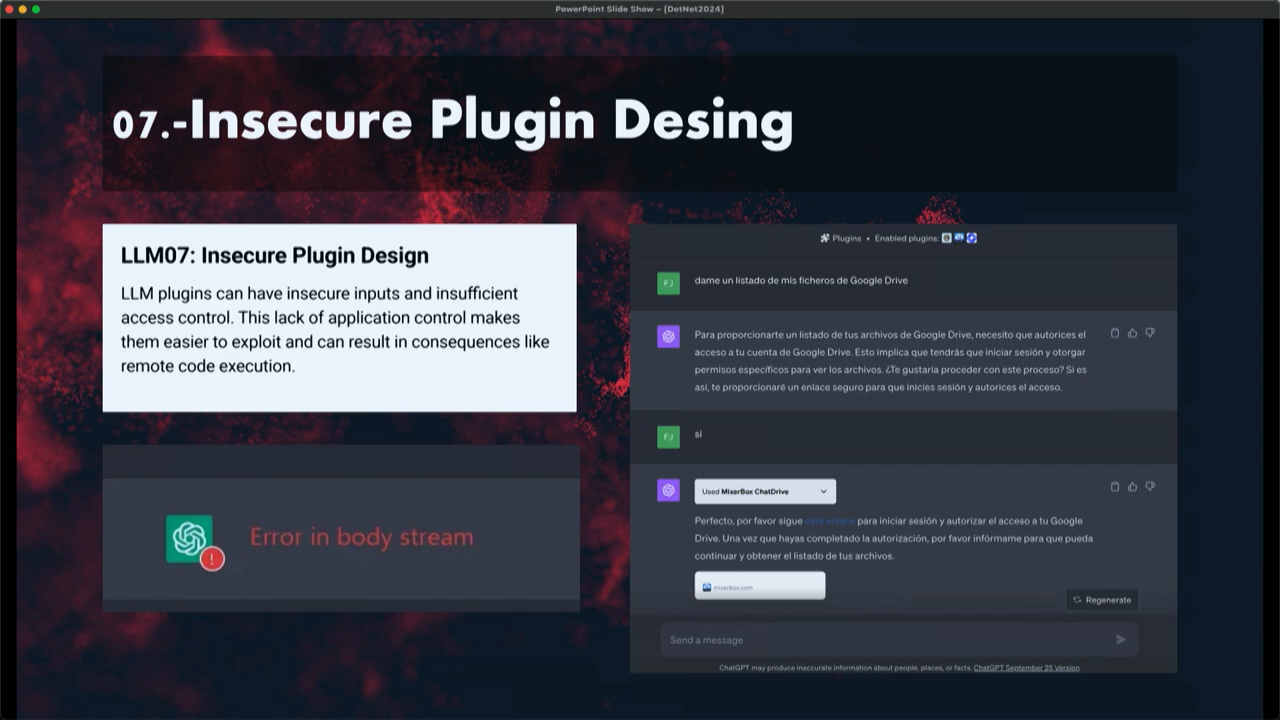 PowerPoint Slide Show – [DotNet2024]
07.-Insecure Plugin Desing
LLM07: Insecure Plugin Design
LLM plugins can have insecure inputs and insufficient
access control. This lack of application control makes
them easier to exploit and can result in consequences like
remote code execution.
Error in body stream
Plugins • Enabled plugins:
FJ
dame un listado de mis ficheros de Google Drive
Para proporcionarte un listado de tus archivos de Google Drive, necesito que autorices el
acceso a tu cuenta de Google Drive. Esto implica que tendrás que iniciar sesión y otorgar
permisos específicos para ver los archivos. ¿Te gustaría proceder con este proceso? Si es
así, te proporcionaré un enlace seguro para que inicies sesión y autorices el acceso.
FJ
si
Used MixerBox ChatDrive
Perfecto, por favor sigue este enlace para iniciar sesión y autorizar el acceso a tu Google
Drive. Una vez que hayas completado la autorización, por favor infórmame para que pueda
continuar y obtener el listado de tus archivos.
mixerbox.com
Regenerate
Send a message
ChatGPT may produce inaccurate information about people, places, or facts. ChatGPT September 25 Version